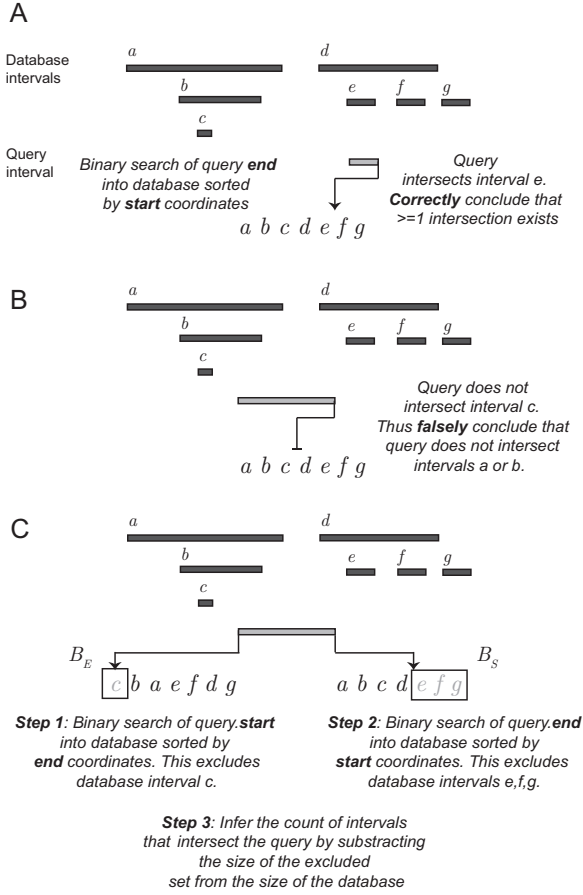 A
Database
intervals
a
d
b
e f g
c
Query
interval
Binary search of query end
into database sorted
by start coordinates
Query
intersects interval e.
Correctly conclude that
>=1 intersection exists
a b c d e f g
B
a
d
b
e f g
c
Query does not
intersect interval c.
Thus falsely conclude that
query does not intersect
intervals a or b.
a b c d e f g
C
a
d
b
e f g
c
B_E
c b a e f d g
a b c d e f g
B_S
Step 1: Binary search of query.start
into database sorted by
end coordinates. This excludes
database interval c.
Step 2: Binary search of query.end
into database sorted by
start coordinates. This excludes
database intervals e,f,g.
Step 3: Infer the count of intervals
that intersect the query by substracting
the size of the excluded
set from the size of the database